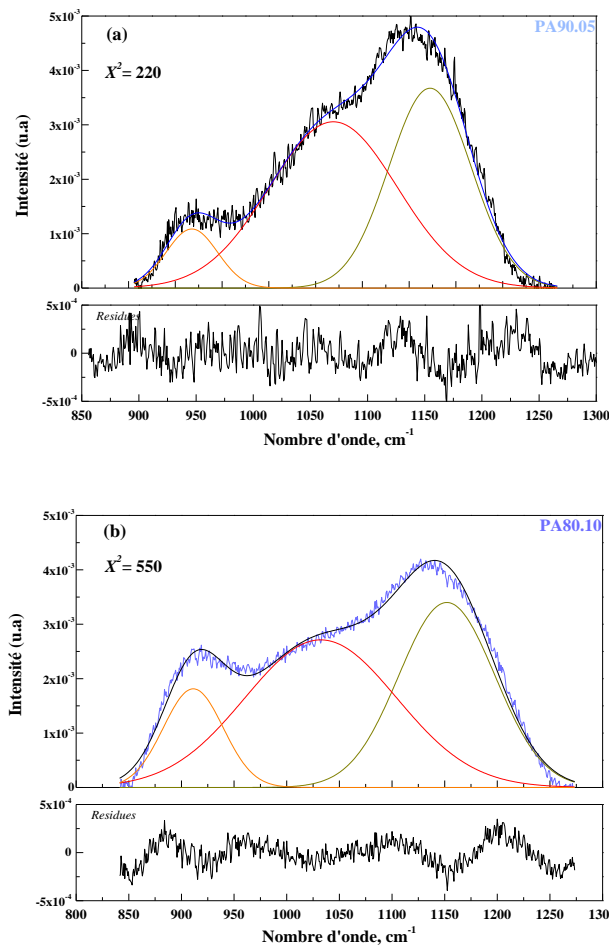 5x10⁻³
(a)
PA90.05
X² = 220
4x10⁻³
3x10⁻³
2x10⁻³
1x10⁻³
0
Intensité (u.a)
5x10⁻⁴
Residues
0
-5x10⁻⁴
850 900 950 1000 1050 1100 1150 1200 1250 1300
Nombre d'onde, cm⁻¹
5x10⁻³
(b)
PA80.10
X² = 550
4x10⁻³
3x10⁻³
2x10⁻³
1x10⁻³
0
Intensité (u.a)
5x10⁻⁴
Residues
0
-5x10⁻⁴
800 850 900 950 1000 1050 1100 1150 1200 1250 1300
Nombre d'onde, cm⁻¹